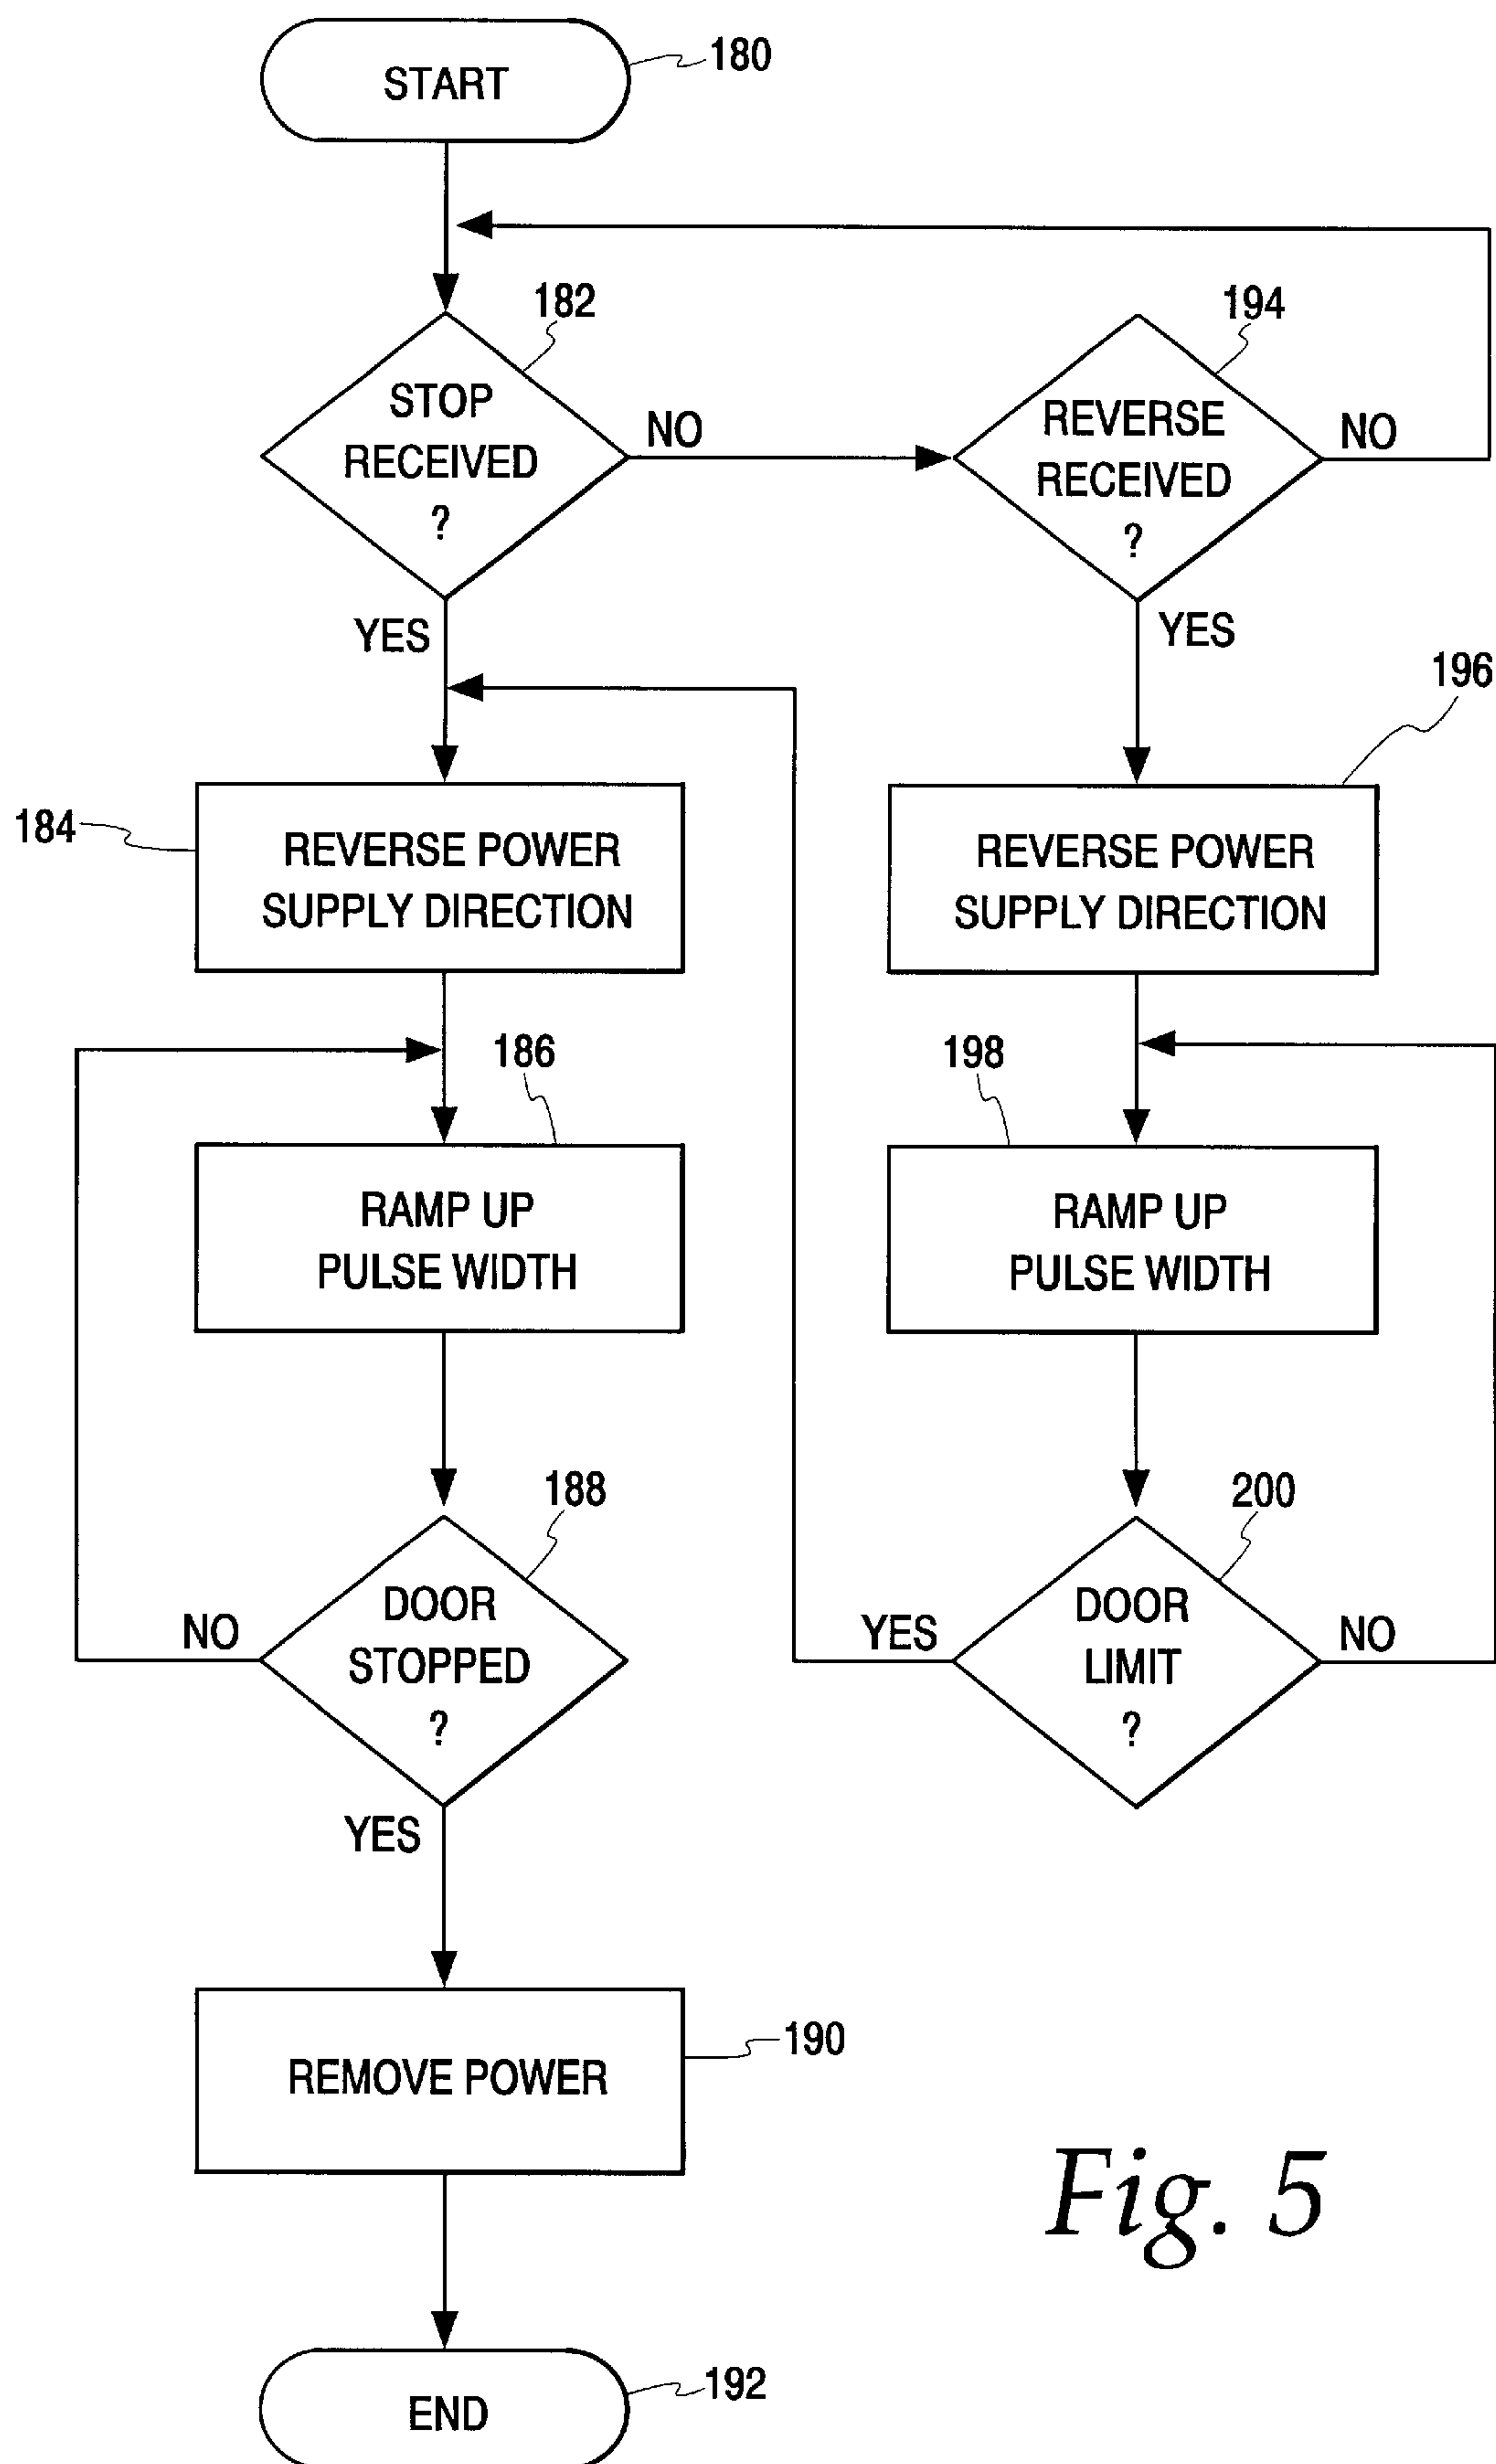 START
180
182
STOP
RECEIVED
?
NO
YES
194
REVERSE
RECEIVED
?
NO
YES
184
REVERSE POWER
SUPPLY DIRECTION
196
REVERSE POWER
SUPPLY DIRECTION
186
RAMP UP
PULSE WIDTH
198
RAMP UP
PULSE WIDTH
188
DOOR
STOPPED
?
NO
YES
200
DOOR
LIMIT
?
YES
NO
REMOVE POWER
190
END
192
Fig. 5